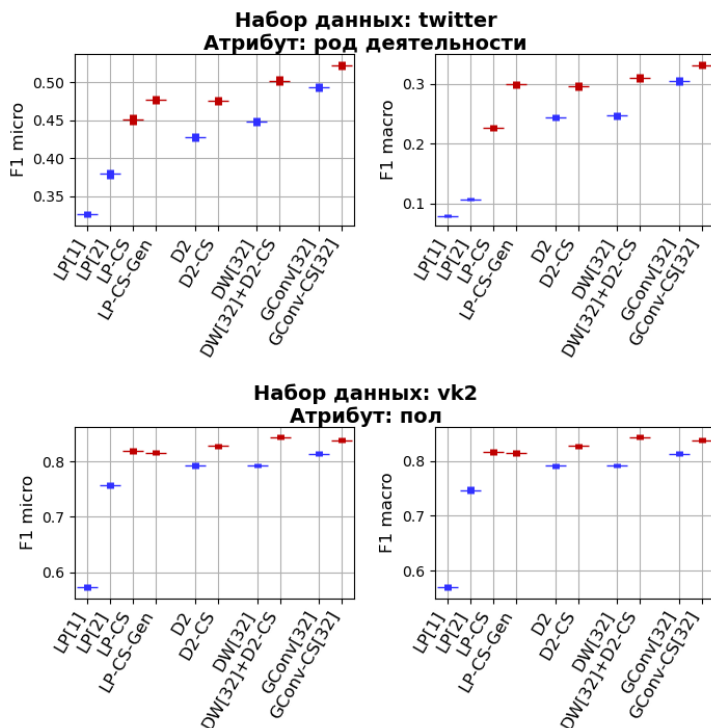 Набор данных: twitter
Атрибут: род деятельности
F1 micro
0.50
0.45
0.40
0.35
LP[1]
LP[2]
LP-CS
LP-CS-Gen
D2
D2-CS
DW[32]
DW[32]+D2-CS
GConv[32]
GConv-CS[32]
F1 macro
0.3
0.2
0.1
LP[1]
LP[2]
LP-CS
LP-CS-Gen
D2
D2-CS
DW[32]
DW[32]+D2-CS
GConv[32]
GConv-CS[32]
Набор данных: vk2
Атрибут: пол
F1 micro
0.8
0.7
0.6
LP[1]
LP[2]
LP-CS
LP-CS-Gen
D2
D2-CS
DW[32]
DW[32]+D2-CS
GConv[32]
GConv-CS[32]
F1 macro
0.8
0.7
0.6
LP[1]
LP[2]
LP-CS
LP-CS-Gen
D2
D2-CS
DW[32]
DW[32]+D2-CS
GConv[32]
GConv-CS[32]